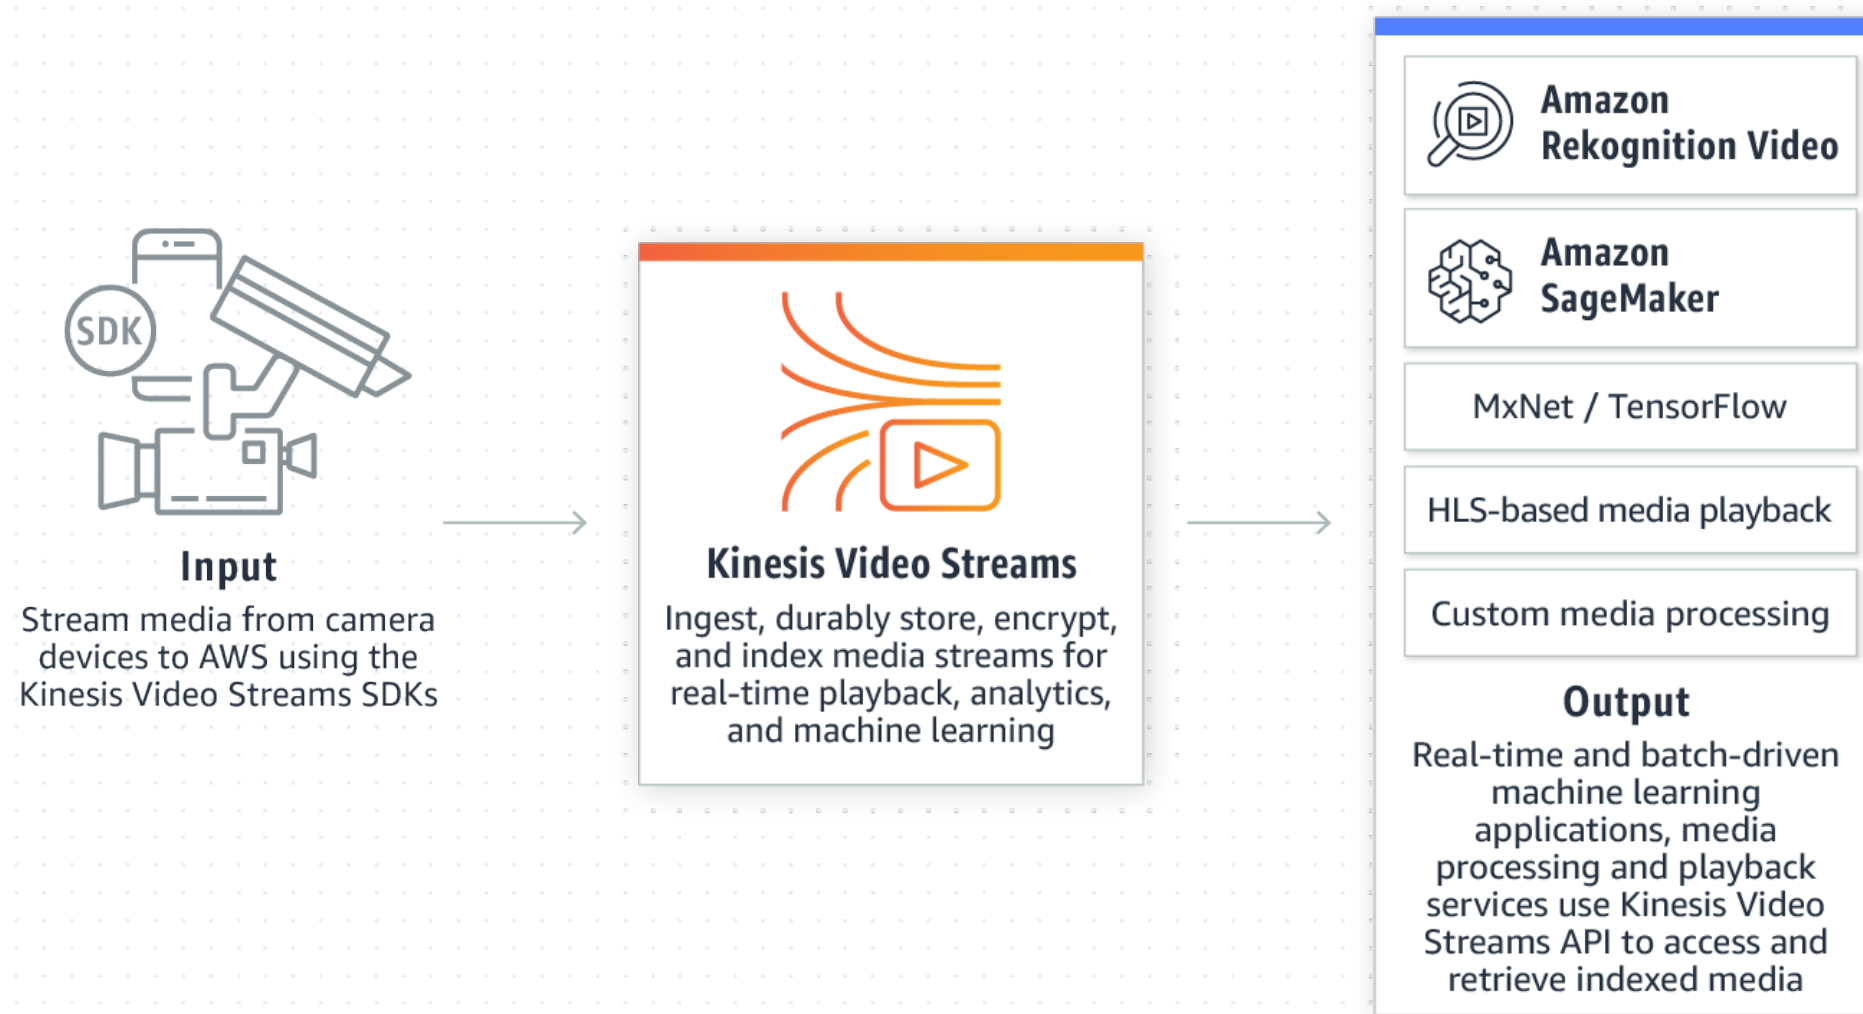 SDK
Input
Stream media from camera
devices to AWS using the
Kinesis Video Streams SDKs
Kinesis Video Streams
Ingest, durably store, encrypt,
and index media streams for
real-time playback, analytics,
and machine learning
Amazon
Rekognition Video
Amazon
SageMaker
MxNet / TensorFlow
HLS-based media playback
Custom media processing
Output
Real-time and batch-driven
machine learning
applications, media
processing and playback
services use Kinesis Video
Streams API to access and
retrieve indexed media